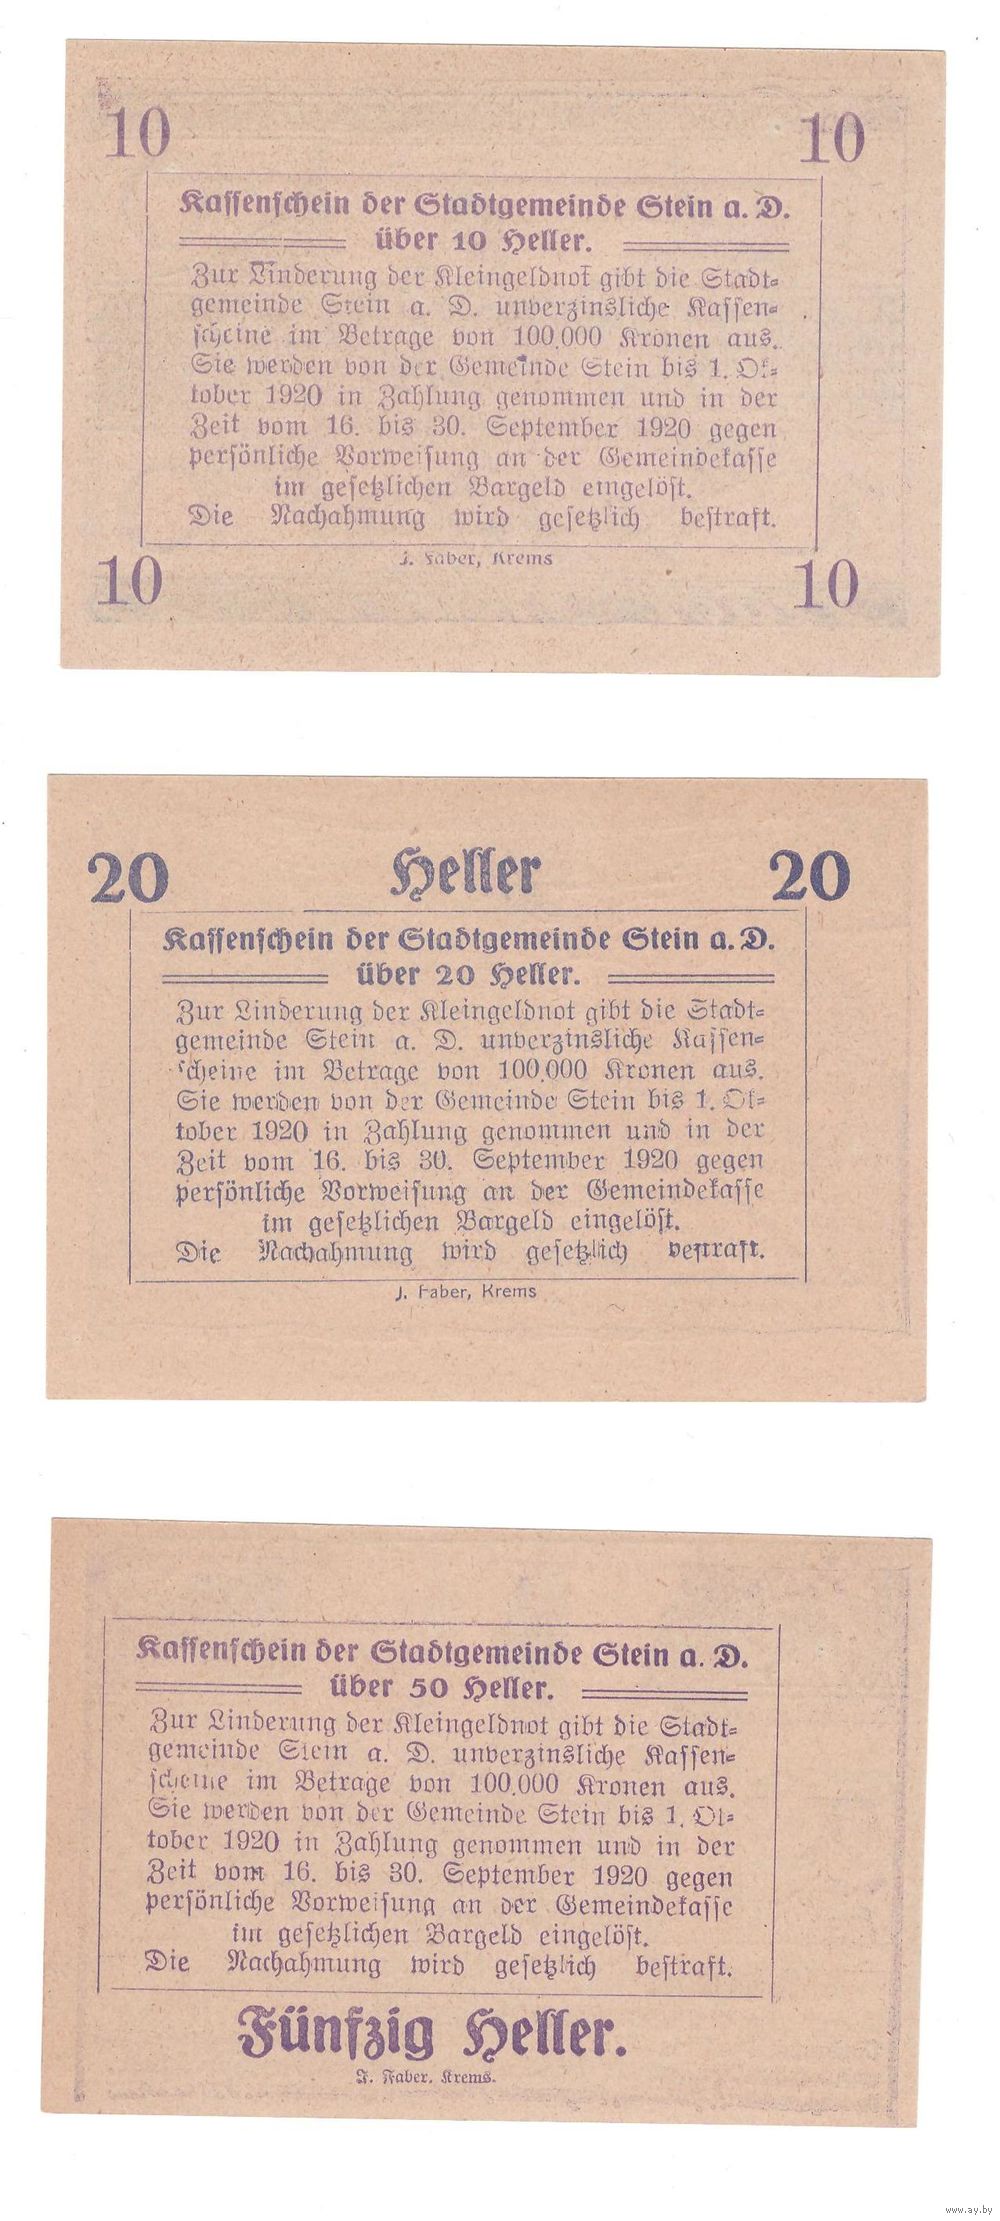 10 10
Kassenschein der Stadtgemeinde Stein a. D.
über 10 Heller.
Zur Linderung der Kleingeldnot gibt die Stadt-
gemeinde Stein a. D. unverzinsliche Kassen-
scheine im Betrage von 100.000 Kronen aus.
Sie werden von der Gemeinde Stein bis 1. Ok-
tober 1920 in Zahlung genommen und in der
Zeit vom 16. bis 30. September 1920 gegen
persönliche Vorweisung an der Gemeindekasse
im gesetzlichen Bargeld eingelöst.
Die Nachahmung wird gesetzlich bestraft.
J. Faber, Krems
10 10
20 Heller 20
Kassenschein der Stadtgemeinde Stein a. D.
über 20 Heller.
Zur Linderung der Kleingeldnot gibt die Stadt-
gemeinde Stein a. D. unverzinsliche Kassen-
scheine im Betrage von 100.000 Kronen aus.
Sie werden von der Gemeinde Stein bis 1. Ok-
tober 1920 in Zahlung genommen und in der
Zeit vom 16. bis 30. September 1920 gegen
persönliche Vorweisung an der Gemeindekasse
im gesetzlichen Bargeld eingelöst.
Die Nachahmung wird gesetzlich bestraft.
J. Faber, Krems
Kassenschein der Stadtgemeinde Stein a. D.
über 50 Heller.
Zur Linderung der Kleingeldnot gibt die Stadt-
gemeinde Stein a. D. unverzinsliche Kassen-
scheine im Betrage von 100.000 Kronen aus.
Sie werden von der Gemeinde Stein bis 1. Ok-
tober 1920 in Zahlung genommen und in der
Zeit vom 16. bis 30. September 1920 gegen
persönliche Vorweisung an der Gemeindekasse
im gesetzlichen Bargeld eingelöst.
Die Nachahmung wird gesetzlich bestraft.
Fünfzig Heller.
J. Faber, Krems.
www.ay.by